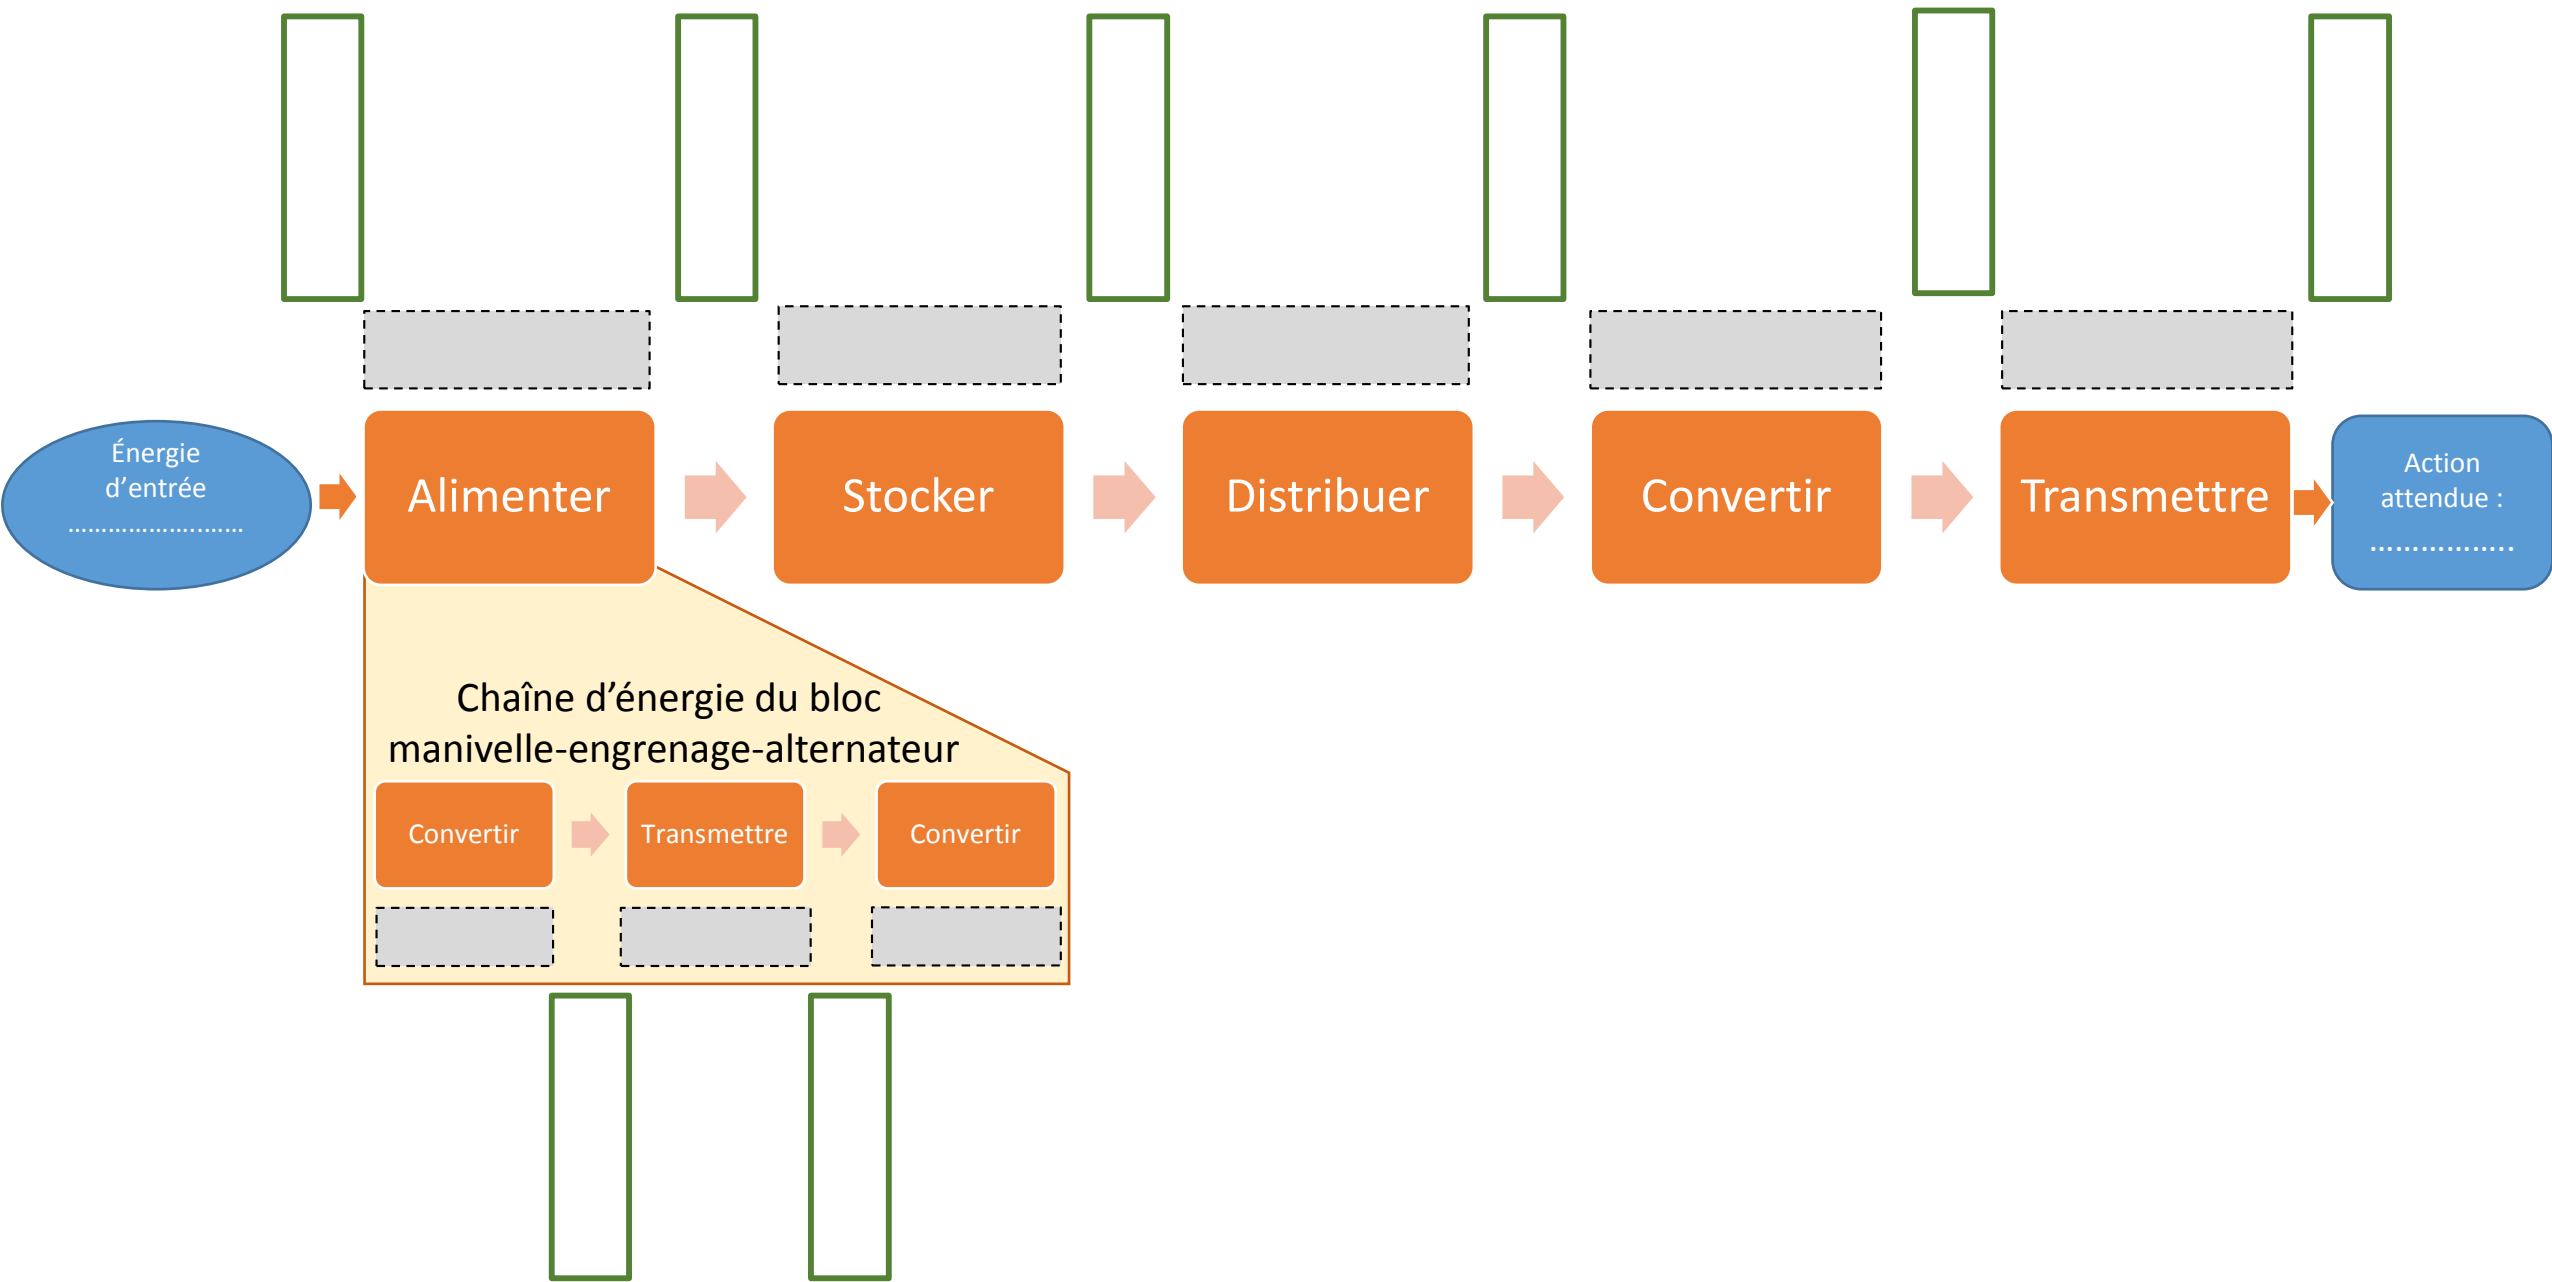 Énergie
d’entrée
........................
Alimenter
Stocker
Distribuer
Convertir
Transmettre
Action
attendue :
.................
Chaîne d’énergie du bloc
manivelle-engrenage-alternateur
Convertir
Transmettre
Convertir